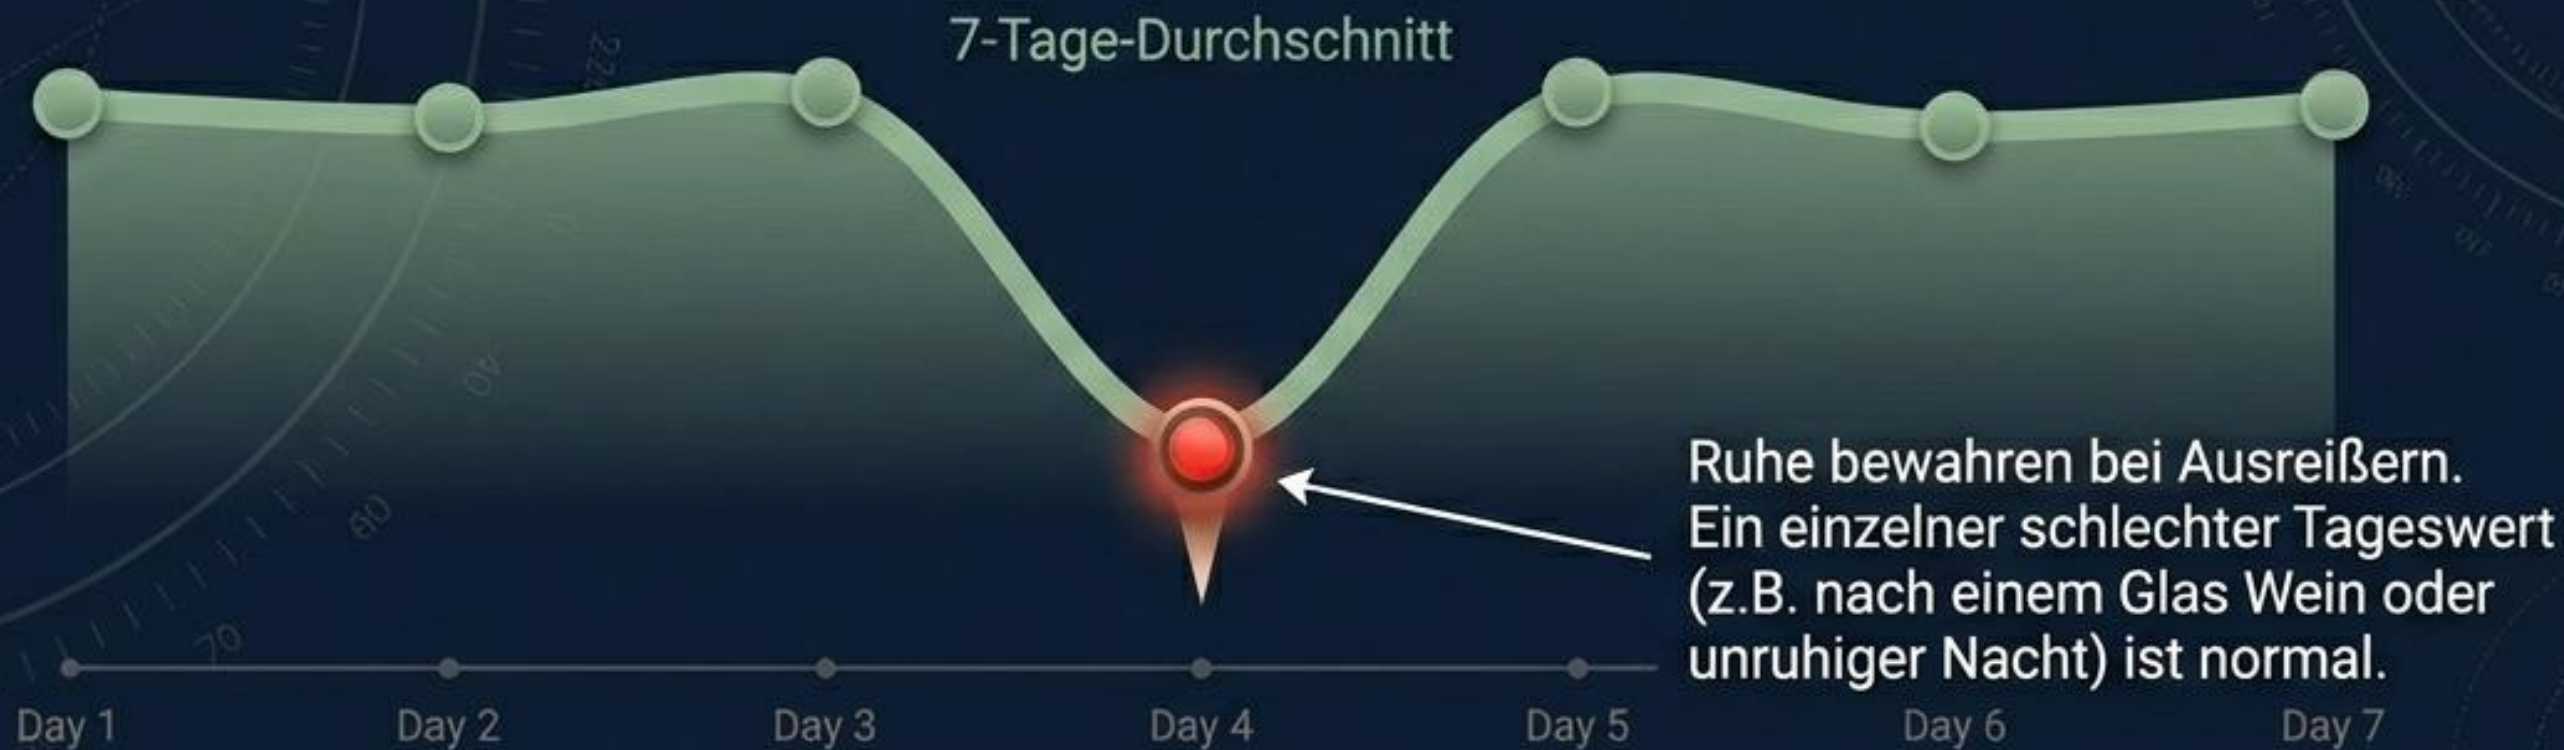 7-Tage-Durchschnitt
Ruhe bewahren bei Ausreißern.
Ein einzelner schlechter Tageswert
(z.B. nach einem Glas Wein oder
unruhiger Nacht) ist normal.
Day 1 Day 2 Day 3 Day 4 Day 5 Day 6 Day 7
70